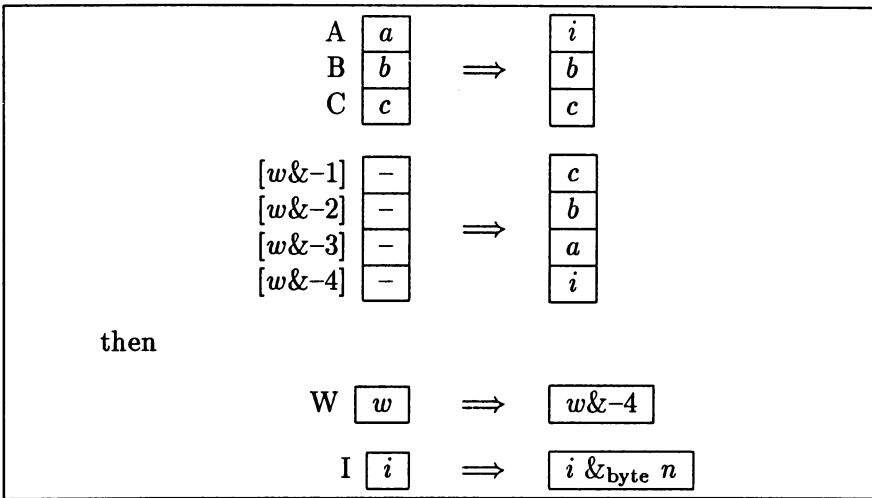 A a ⟹ i
B b ⟹ b
C c ⟹ c
[w&–1] – ⟹ c
[w&–2] – b
[w&–3] – a
[w&–4] – i
then
W w ⟹ w&–4
I i ⟹ i &byte n